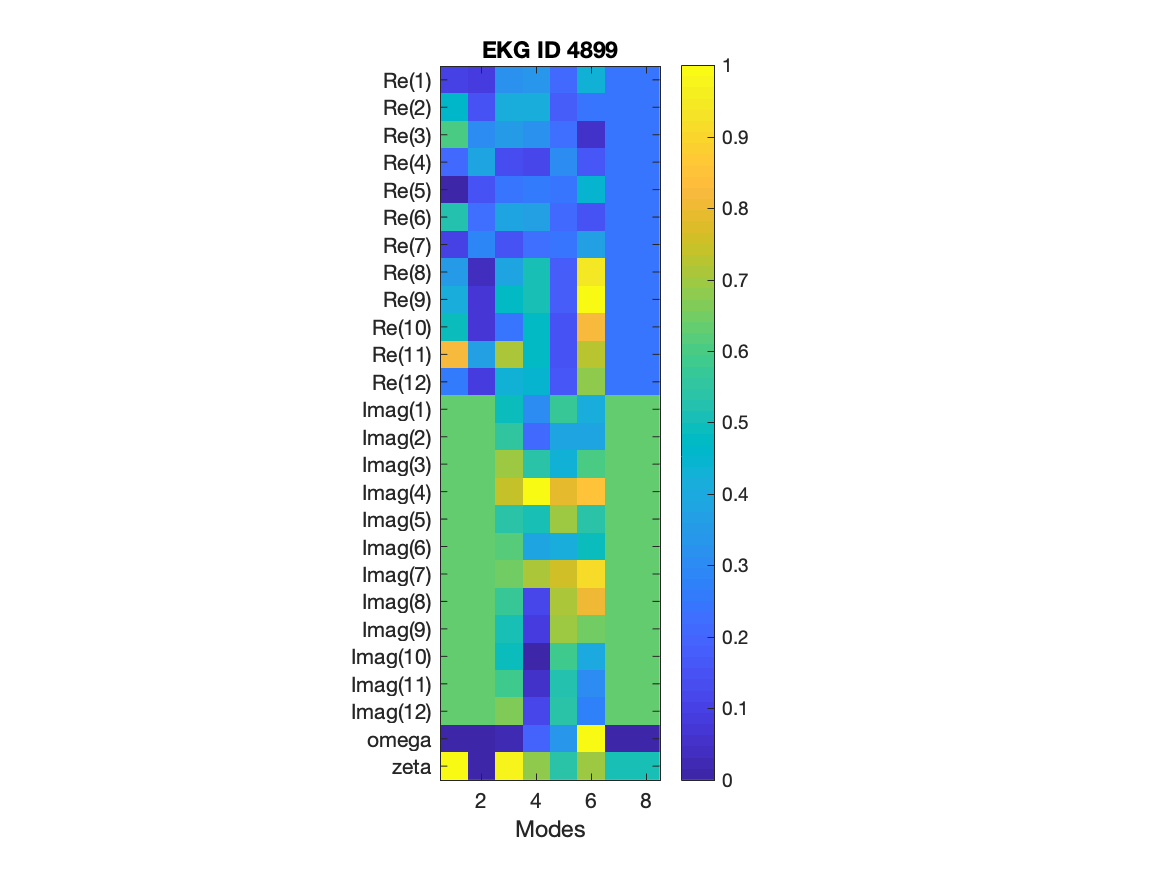 EKG ID 4899
Re(1)
Re(2)
Re(3)
Re(4)
Re(5)
Re(6)
Re(7)
Re(8)
Re(9)
Re(10)
Re(11)
Re(12)
Imag(1)
Imag(2)
Imag(3)
Imag(4)
Imag(5)
Imag(6)
Imag(7)
Imag(8)
Imag(9)
Imag(10)
Imag(11)
Imag(12)
omega
zeta
2 4 6 8
Modes
1
0.9
0.8
0.7
0.6
0.5
0.4
0.3
0.2
0.1
0